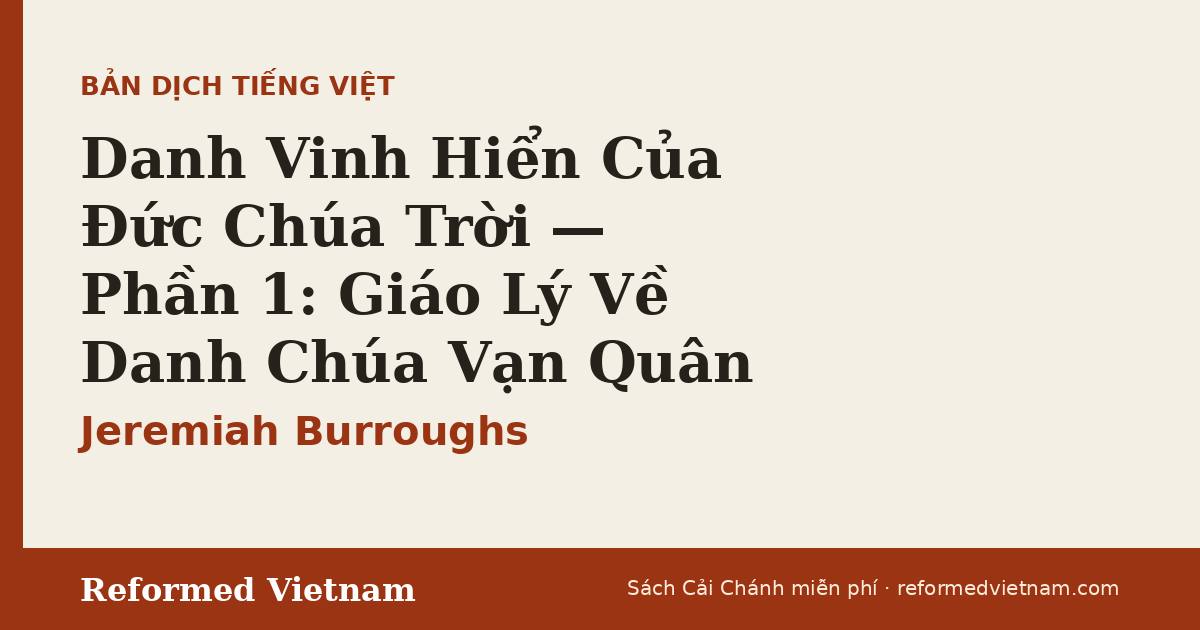 BẢN DỊCH TIẾNG VIỆT
Danh Vinh Hiển Của
Đức Chúa Trời —
Phần 1: Giáo Lý Về
Danh Chúa Vạn Quân
Jeremiah Burroughs
Reformed Vietnam
Sách Cải Chánh miễn phí · reformedvietnam.com